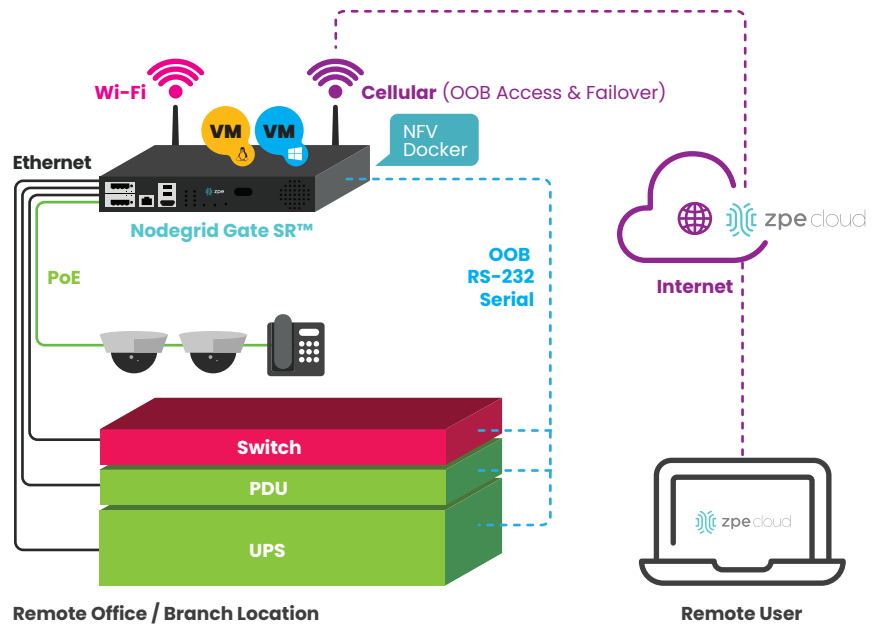 Wi-Fi
Cellular (OOB Access & Failover)
VM
VM
NFV
Docker
Ethernet
zpe
Nodegrid Gate SR™
PoE
OOB
RS-232
Serial
zpe cloud
Internet
Switch
PDU
UPS
zpe cloud
Remote Office / Branch Location
Remote User